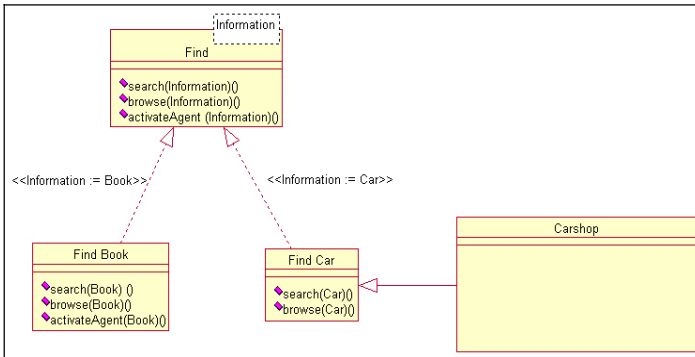 Information
Find
search(Information)()
browse(Information)()
activateAgent (Information)()
<<Information := Book>>
<<Information := Car>>
Find Book
search(Book) ()
browse(Book)()
activateAgent(Book)()
Find Car
search(Car)()
browse(Car)()
Carshop